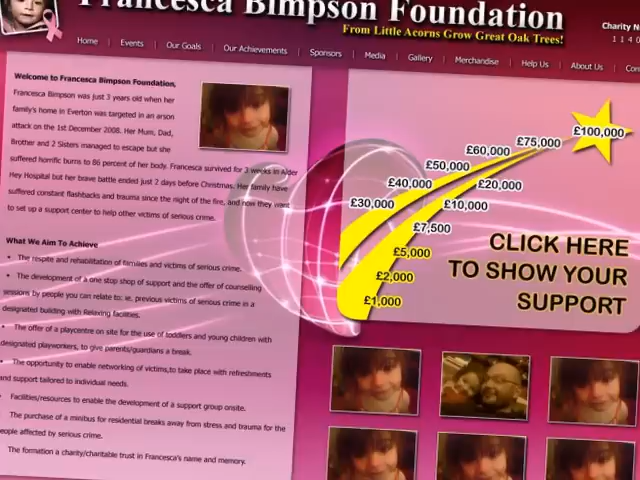 Francesca Bimpson Foundation
From Little Acorns Grow Great Oak Trees!
Charity N
1140
Home | Events | Our Goals | Our Achievements | Sponsors | Media | Gallery | Merchandise | Help Us | About Us | Con
Welcome to Francesca Bimpson Foundation,
Francesca Bimpson was just 3 years old when her
family's home in Everton was targeted in an arson
attack on the 1st December 2008. Her Mum, Dad,
Brother and 2 Sisters managed to escape but she
suffered horrific burns to 86 percent of her body. Francesca survived for 3 weeks in Alder
Hey Hospital but her brave battle ended just 2 days before Christmas. Her family have
suffered constant flashbacks and trauma since the night of the fire, and now they want
to set up a support center to help other victims of serious crime.
What We Aim To Achieve
• The respite and rehabilitation of families and victims of serious crime.
• The development of a one stop shop of support and the offer of counselling
sessions by people you can relate to; ie. previous victims of serious crime in a
designated building with Relaxing facilities.
• The offer of a playcentre on site for the use of toddlers and young children with
designated playworkers, to give parents/guardians a break.
• The opportunity to enable networking of victims,to take place with refreshments
and support tailored to individual needs.
• Facilities/resources to enable the development of a support group onsite.
The purchase of a minibus for residential breaks away from stress and trauma for the
people affected by serious crime.
The formation a charity/charitable trust in Francesca's name and memory.
£100,000
£75,000
£60,000
£50,000
£40,000
£20,000
£30,000
£10,000
£7,500
£5,000
£2,000
£1,000
CLICK HERE
TO SHOW YOUR
SUPPORT